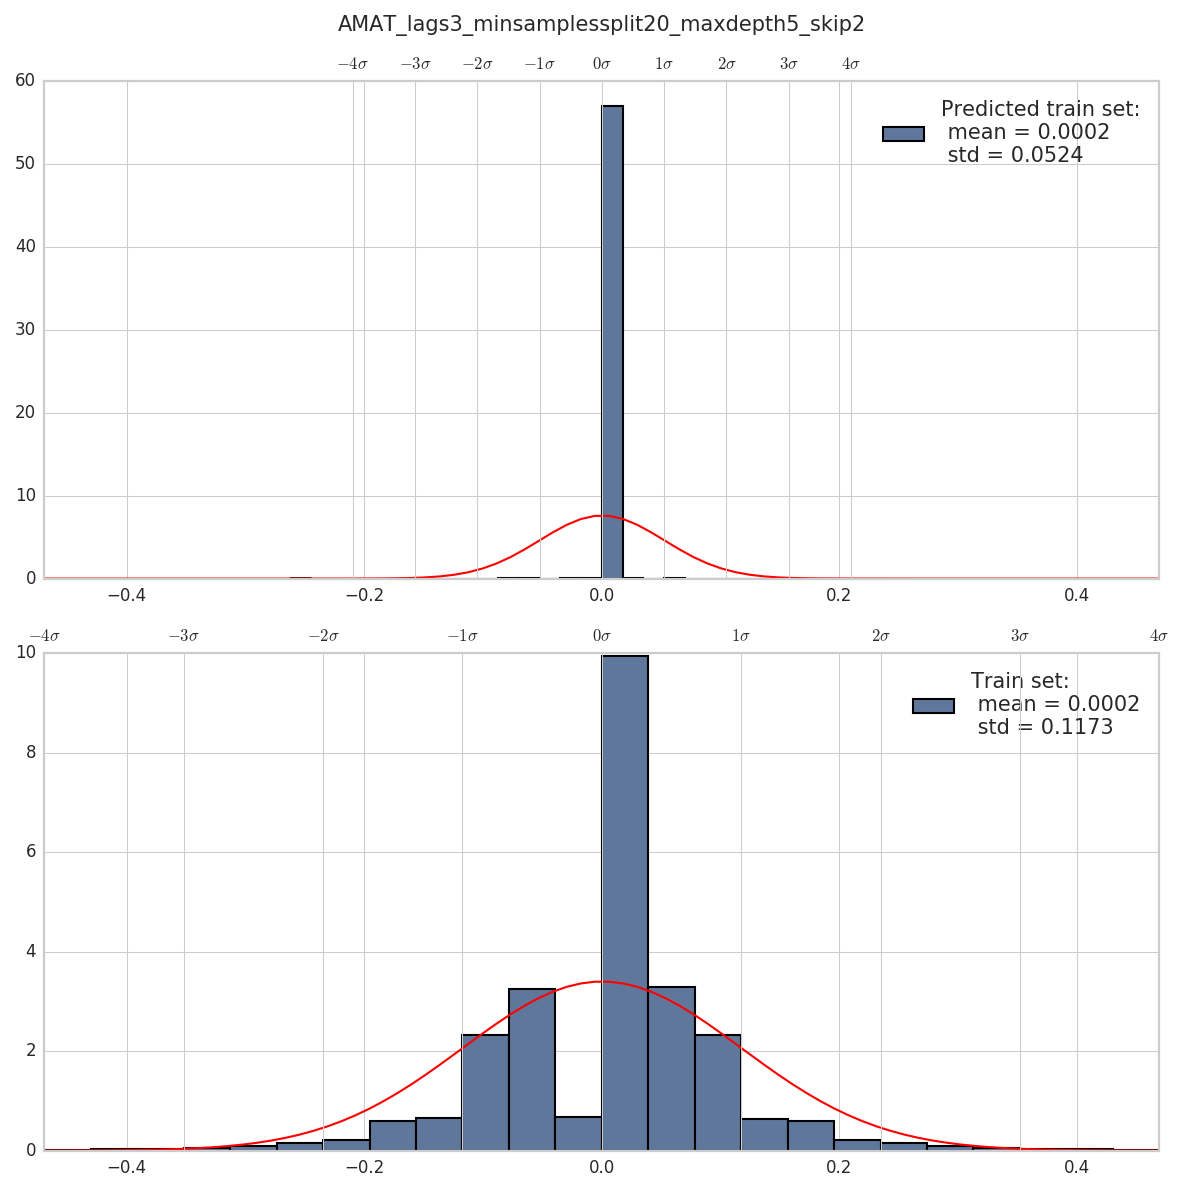 AMAT_lags3_minsamplessplit20_maxdepth5_skip2
−4σ −3σ −2σ −1σ 0σ 1σ 2σ 3σ 4σ
60
50
40
30
20
10
0
Predicted train set:
mean = 0.0002
std = 0.0524
−0.4 −0.2 0.0 0.2 0.4
−4σ −3σ −2σ −1σ 0σ 1σ 2σ 3σ 4σ
10
8
6
4
2
0
Train set:
mean = 0.0002
std = 0.1173
−0.4 −0.2 0.0 0.2 0.4